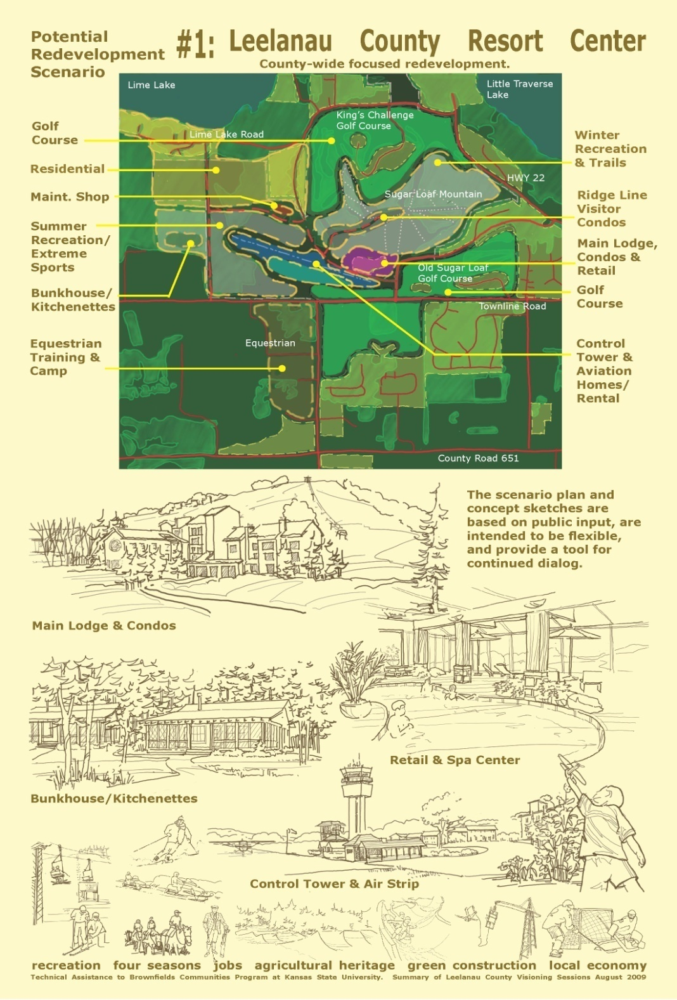 Potential
Redevelopment
Scenario
#1: Leelanau County Resort Center
County-wide focused redevelopment.
Lime Lake
Little Traverse
Lake
King's Challenge
Golf Course
Lime Lake Road
HWY 22
Sugar Loaf Mountain
Old Sugar Loaf
Golf Course
Townline Road
Equestrian
County Road 651
Golf
Course
Residential
Maint. Shop
Summer
Recreation/
Extreme
Sports
Bunkhouse/
Kitchenettes
Equestrian
Training &
Camp
Winter
Recreation
& Trails
Ridge Line
Visitor
Condos
Main Lodge,
Condos &
Retail
Golf
Course
Control
Tower &
Aviation
Homes/
Rental
The scenario plan and
concept sketches are
based on public input, are
intended to be flexible,
and provide a tool for
continued dialog.
Main Lodge & Condos
Retail & Spa Center
Bunkhouse/Kitchenettes
Control Tower & Air Strip
recreation four seasons jobs agricultural heritage green construction local economy
Technical Assistance to Brownfields Communities Program at Kansas State University. Summary of Leelanau County Visioning Sessions August 2009